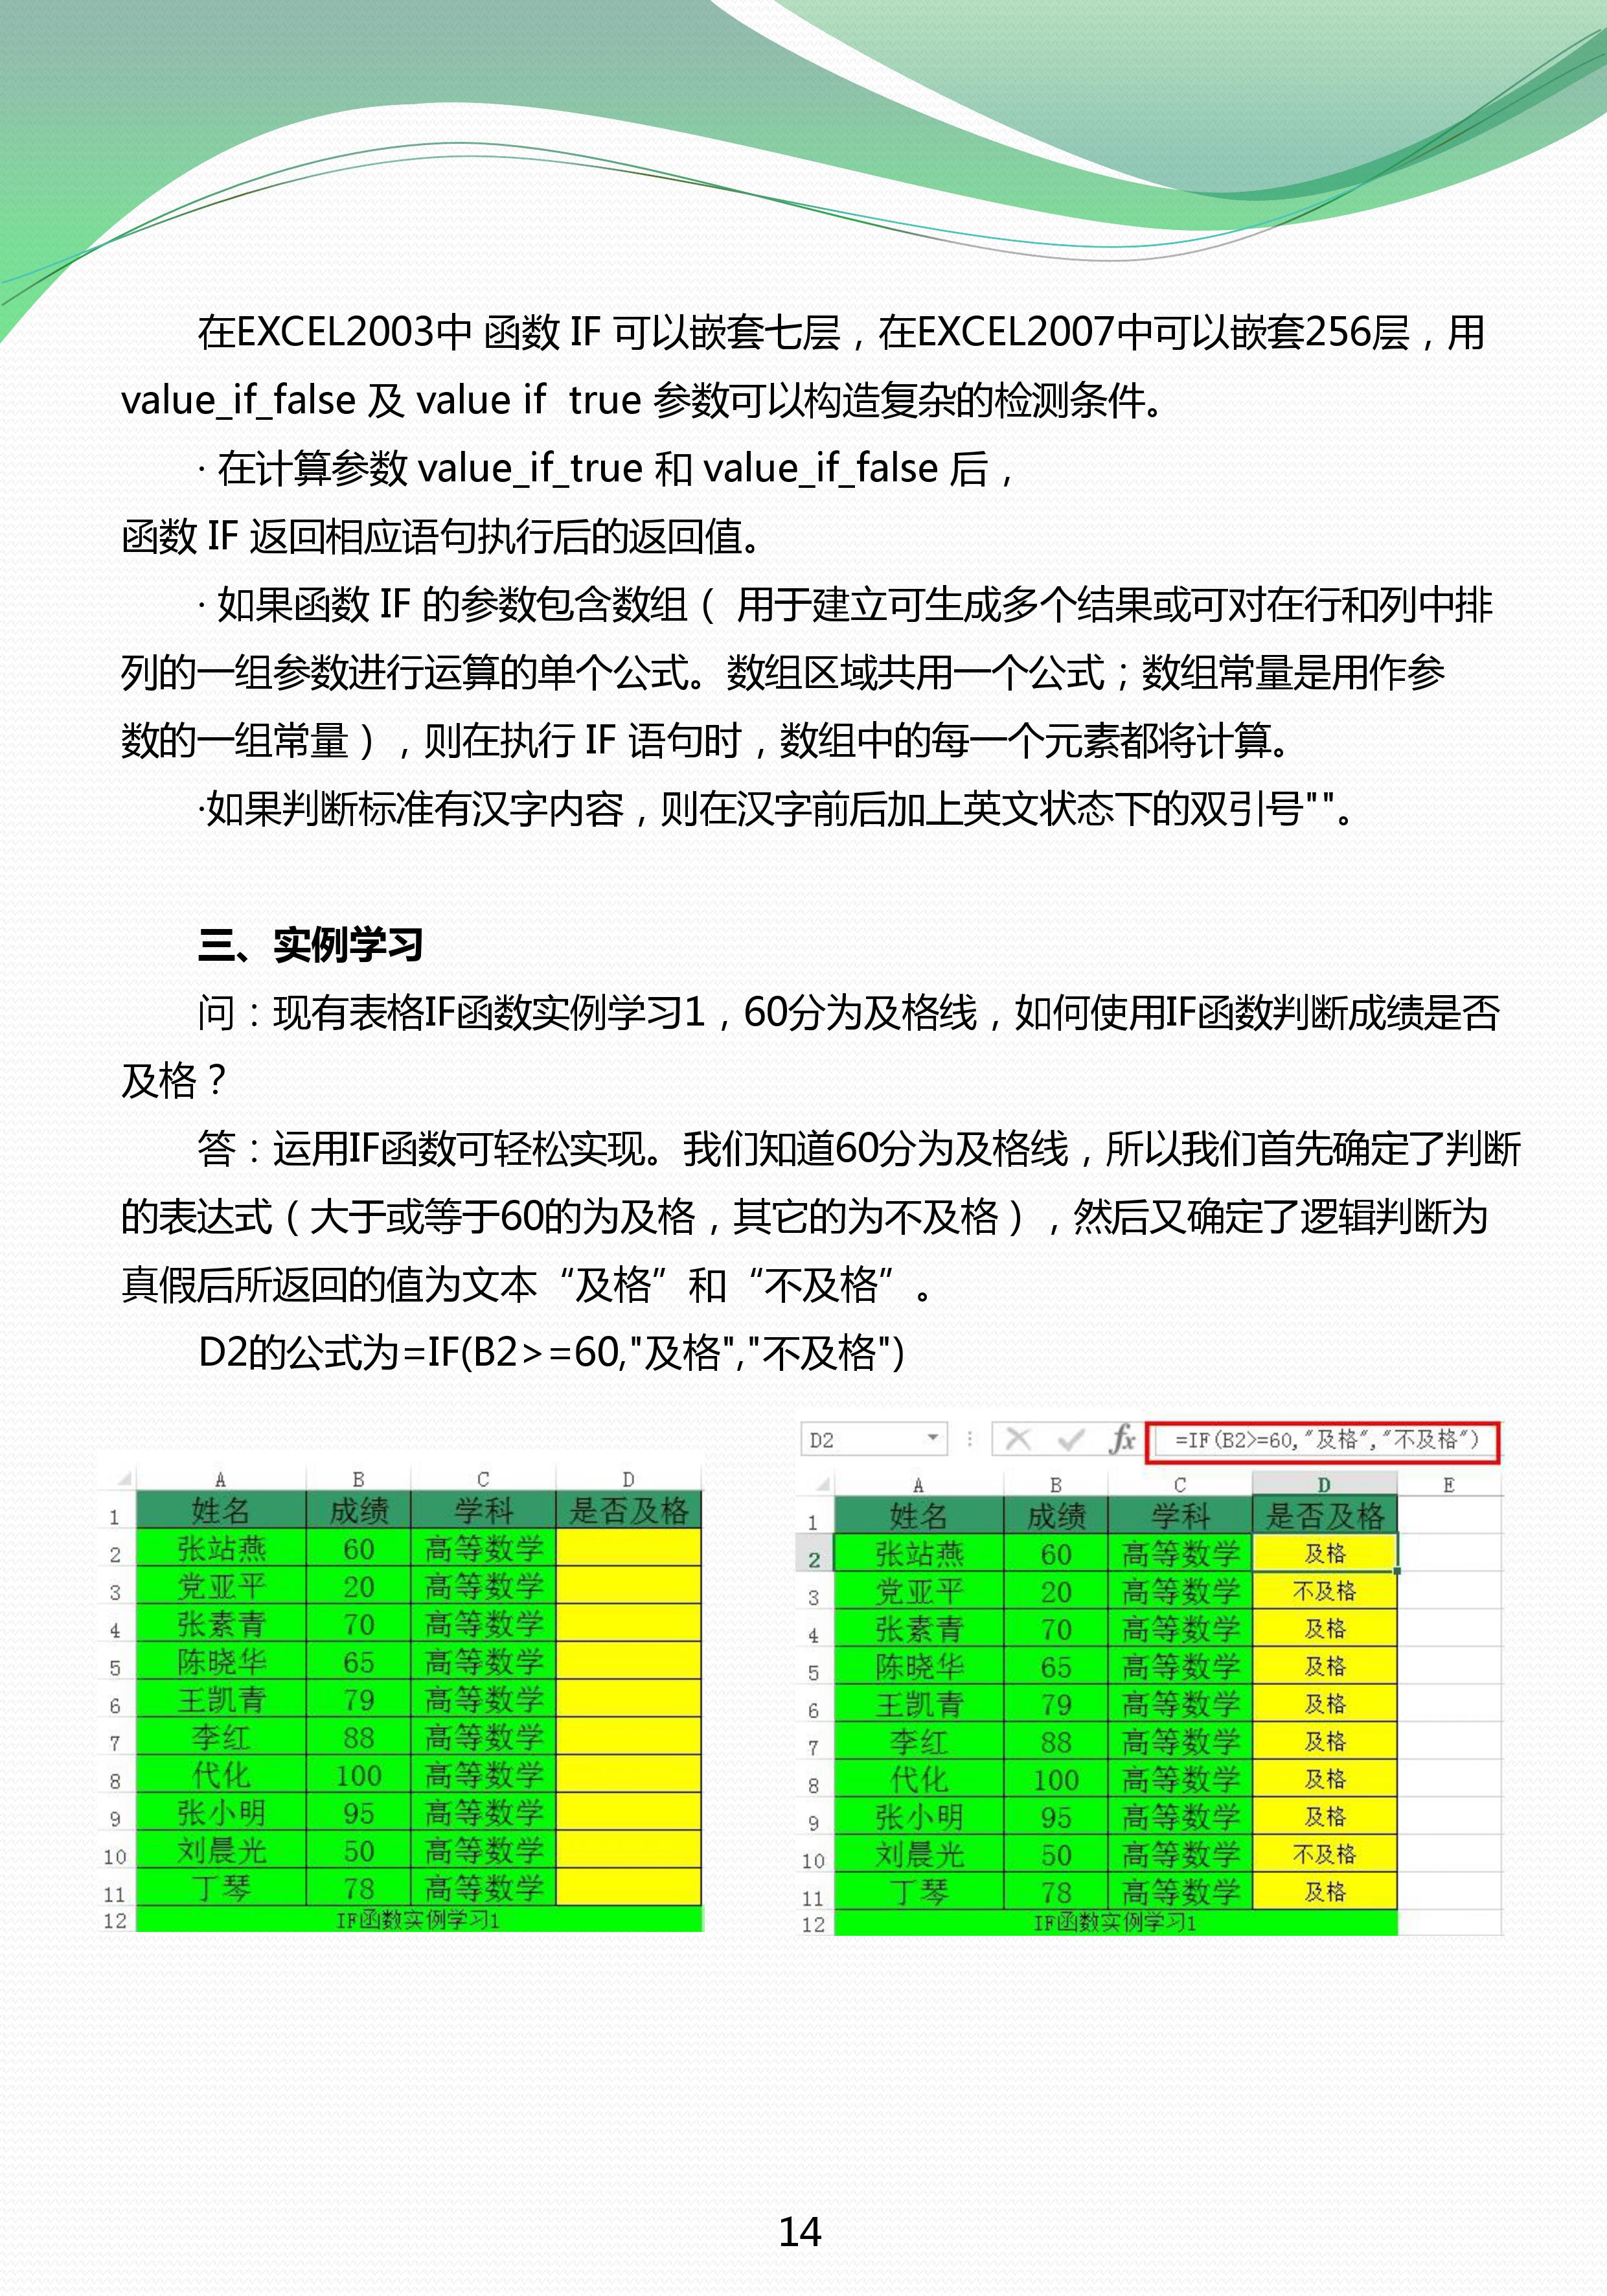 在EXCEL2003中 函数 IF 可以嵌套七层，在EXCEL2007中可以嵌套256层，用
value_if_false 及 value if  true 参数可以构造复杂的检测条件。
· 在计算参数 value_if_true 和 value_if_false 后，
函数 IF 返回相应语句执行后的返回值。
· 如果函数 IF 的参数包含数组（ 用于建立可生成多个结果或可对在行和列中排
列的一组参数进行运算的单个公式。数组区域共用一个公式；数组常量是用作参
数的一组常量），则在执行 IF 语句时，数组中的每一个元素都将计算。
·如果判断标准有汉字内容，则在汉字前后加上英文状态下的双引号""。
三、实例学习
问：现有表格IF函数实例学习1，60分为及格线，如何使用IF函数判断成绩是否
及格？
答：运用IF函数可轻松实现。我们知道60分为及格线，所以我们首先确定了判断
的表达式（大于或等于60的为及格，其它的为不及格），然后又确定了逻辑判断为
真假后所返回的值为文本“及格”和“不及格”。
D2的公式为=IF(B2>=60,"及格","不及格")
A B C D
1 姓名 成绩 学科 是否及格
2 张站燕 60 高等数学
3 党亚平 20 高等数学
4 张素青 70 高等数学
5 陈晓华 65 高等数学
6 王凯青 79 高等数学
7 李红 88 高等数学
8 代化 100 高等数学
9 张小明 95 高等数学
10 刘晨光 50 高等数学
11 丁琴 78 高等数学
12 IF函数实例学习1
D2 fx =IF(B2>=60,"及格","不及格")
A B C D E
1 姓名 成绩 学科 是否及格
2 张站燕 60 高等数学 及格
3 党亚平 20 高等数学 不及格
4 张素青 70 高等数学 及格
5 陈晓华 65 高等数学 及格
6 王凯青 79 高等数学 及格
7 李红 88 高等数学 及格
8 代化 100 高等数学 及格
9 张小明 95 高等数学 及格
10 刘晨光 50 高等数学 不及格
11 丁琴 78 高等数学 及格
12 IF函数实例学习1
14